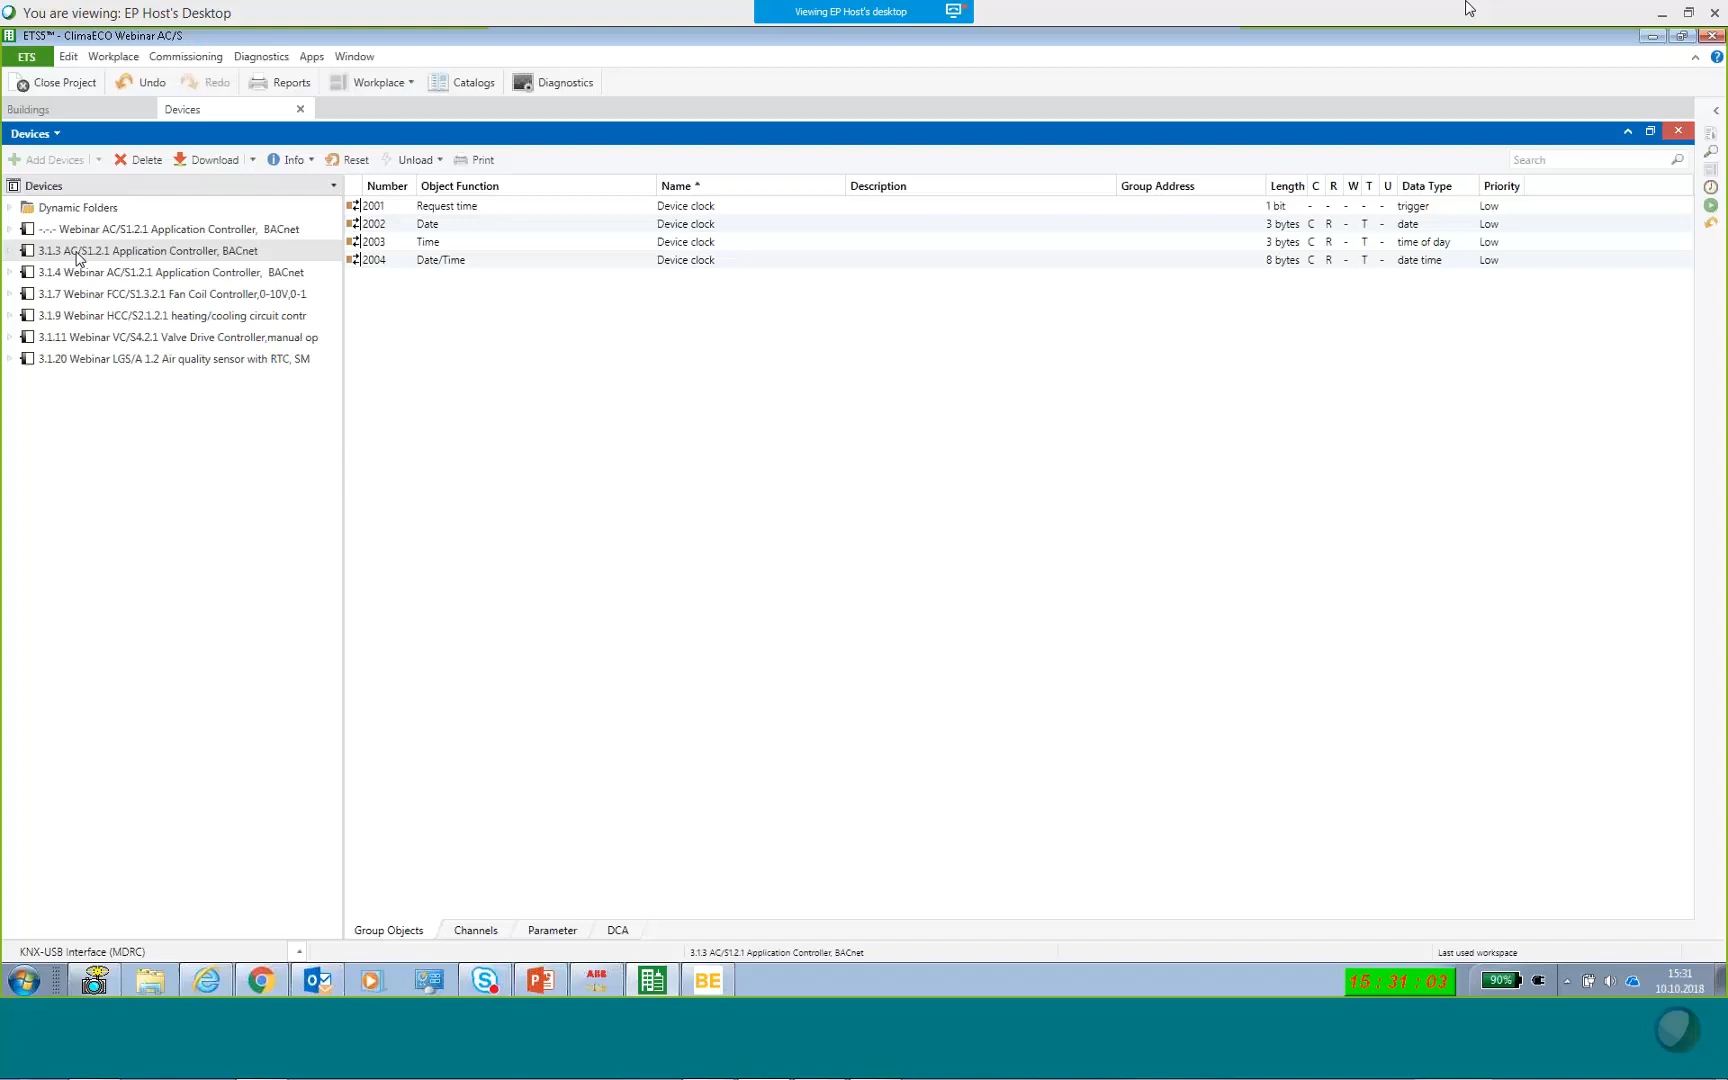 You are viewing: EP Host's Desktop
Viewing EP Host's desktop
ETS5™ - ClimaECO Webinar AC/S
ETS Edit Workplace Commissioning Diagnostics Apps Window
Close Project Undo Redo Reports Workplace Catalogs Diagnostics
Buildings Devices
Devices
Add Devices Delete Download Info Reset Unload Print Search
Devices
Dynamic Folders
-.-.- Webinar AC/S1.2.1 Application Controller, BACnet
3.1.3 AC/S1.2.1 Application Controller, BACnet
3.1.4 Webinar AC/S1.2.1 Application Controller, BACnet
3.1.7 Webinar FCC/S1.3.2.1 Fan Coil Controller,0-10V,0-1
3.1.9 Webinar HCC/S2.1.2.1 heating/cooling circuit contr
3.1.11 Webinar VC/S4.2.1 Valve Drive Controller,manual op
3.1.20 Webinar LGS/A 1.2 Air quality sensor with RTC, SM
Number Object Function Name Description Group Address Length C R W T U Data Type Priority
2001 Request time Device clock 1 bit - - - - - trigger Low
2002 Date Device clock 3 bytes C R - T - date Low
2003 Time Device clock 3 bytes C R - T - time of day Low
2004 Date/Time Device clock 8 bytes C R - T - date time Low
Group Objects Channels Parameter DCA
KNX-USB Interface (MDRC) 3.1.3 AC/S1.2.1 Application Controller, BACnet Last used workspace
ABB BE 15:31:03 90% 15:31
10.10.2018